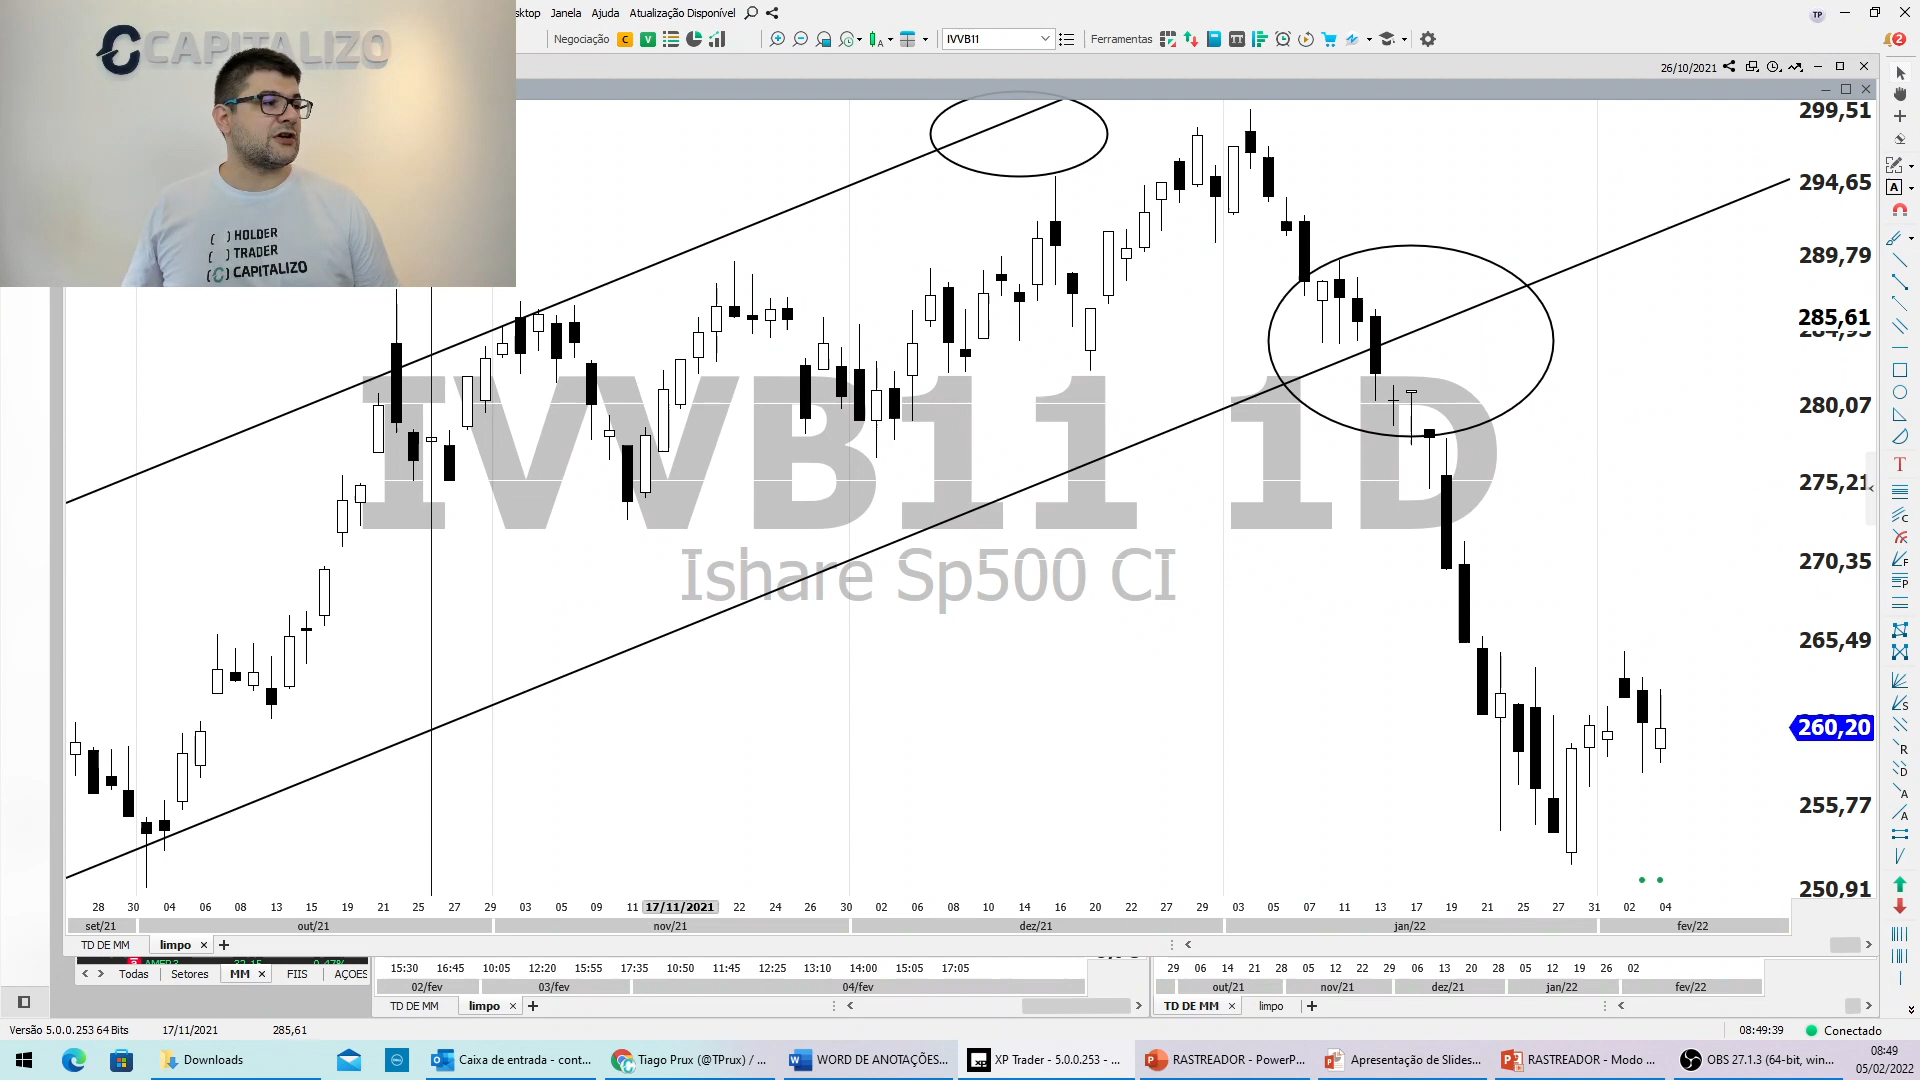 CAPITALIZO
( ) HOLDER
( ) TRADER
( ) CAPITALIZO
Janela Ajuda Atualização Disponível
TP
Negociação C V IVVB11 Ferramentas 2
26/10/2021
299,51
294,65
289,79
285,61
280,07
275,21
270,35
265,49
260,20
255,77
250,91
IVVB11 1D
Ishare Sp500 CI
28 30 04 06 08 13 15 19 21 25 27 29 03 05 09 11 17/11/2021 22 24 26 30 02 06 08 10 14 16 20 22 27 29 03 05 07 11 13 17 19 21 25 27 31 02 04
set/21 out/21 nov/21 dez/21 jan/22 fev/22
TD DE MM limpo
Todas Setores MM FIIS AÇOES
15:30 16:45 10:05 12:20 15:55 17:35 10:50 11:45 12:25 13:10 14:00 15:05 17:05
02/fev 03/fev 04/fev
TD DE MM limpo
29 06 14 21 28 05 12 22 29 06 13 20 28 05 12 19 26 02
out/21 nov/21 dez/21 jan/22 fev/22
TD DE MM limpo
Versão 5.0.0.253 64 Bits 17/11/2021 285,61 08:49:39 Conectado
Downloads Caixa de entrada - cont... Tiago Prux (@TPrux) / ... WORD DE ANOTAÇÕES... XP Trader - 5.0.0.253 - ... RASTREADOR - PowerP... Apresentação de Slides... RASTREADOR - Modo ... OBS 27.1.3 (64-bit, win...
08:49
05/02/2022